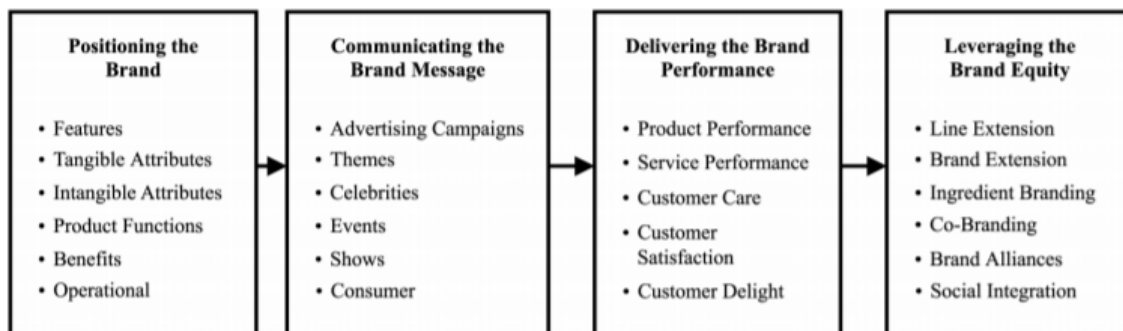 Positioning the
Brand
• Features
• Tangible Attributes
• Intangible Attributes
• Product Functions
• Benefits
• Operational
Communicating the
Brand Message
• Advertising Campaigns
• Themes
• Celebrities
• Events
• Shows
• Consumer
Delivering the Brand
Performance
• Product Performance
• Service Performance
• Customer Care
• Customer
Satisfaction
• Customer Delight
Leveraging the
Brand Equity
• Line Extension
• Brand Extension
• Ingredient Branding
• Co-Branding
• Brand Alliances
• Social Integration